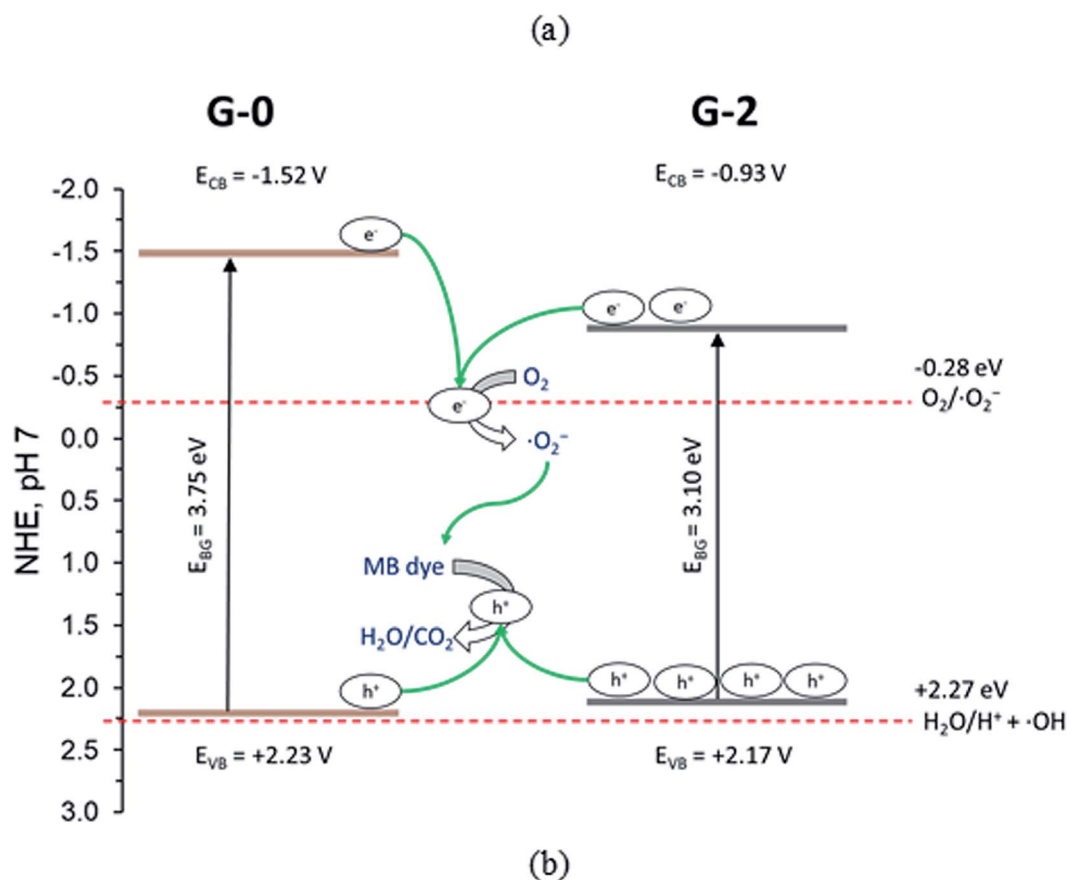 (a)
G-0
G-2
E_CB = -1.52 V
E_CB = -0.93 V
NHE, pH 7
-2.0
-1.5
-1.0
-0.5
0.0
0.5
1.0
1.5
2.0
2.5
3.0
e-
e-
e-
e-
O₂
·O₂⁻
-0.28 eV
O₂/·O₂⁻
E_BG = 3.75 eV
E_BG = 3.10 eV
MB dye
h⁺
H₂O/CO₂
h⁺
h⁺
h⁺
h⁺
h⁺
+2.27 eV
H₂O/H⁺ + ·OH
E_VB = +2.23 V
E_VB = +2.17 V
(b)